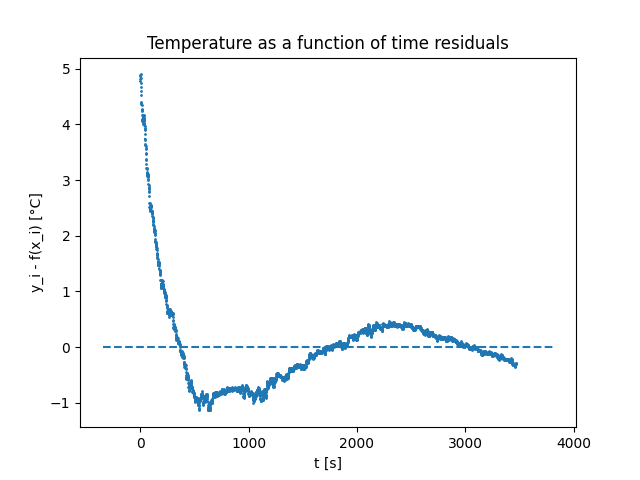 Temperature as a function of time residuals
y_i - f(x_i) [°C]
5
4
3
2
1
0
−1
0 1000 2000 3000 4000
t [s]